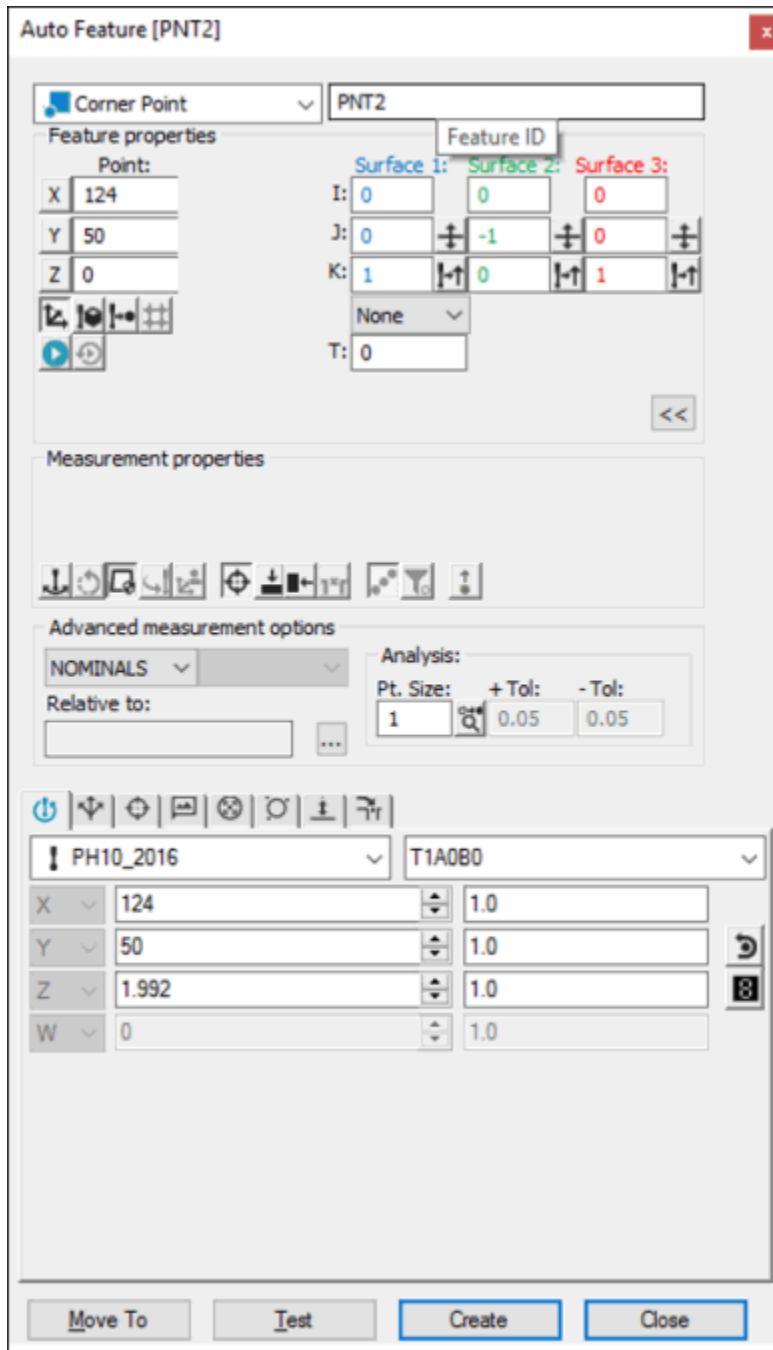 Auto Feature [PNT2]
x
Corner Point PNT2
Feature properties
Feature ID
Point: Surface 1: Surface 2: Surface 3:
X 124 I: 0 0 0
Y 50 J: 0 -1 0
Z 0 K: 1 0 1
None
T: 0
<<
Measurement properties
Advanced measurement options
NOMINALS
Analysis:
Relative to:
Pt. Size: + Tol: - Tol:
1 0.05 0.05
...
PH10_2016 T1A0B0
X 124 1.0
Y 50 1.0
Z 1.992 1.0
W 0 1.0
Move To Test Create Close